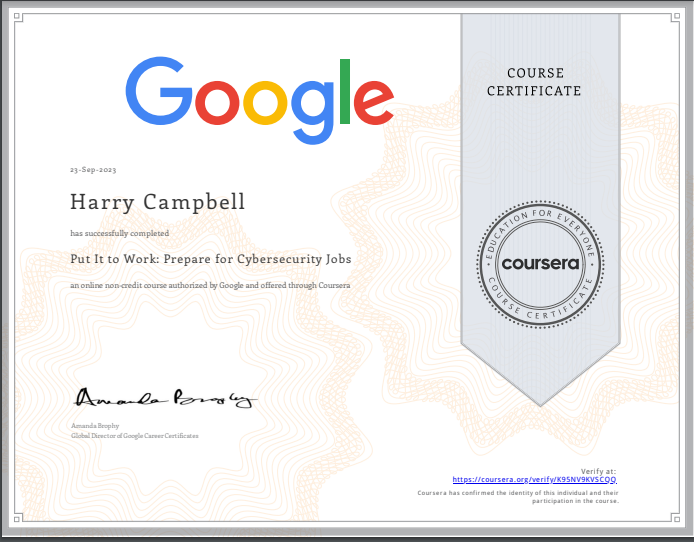 Google
COURSE
CERTIFICATE
23-Sep-2023
Harry Campbell
has successfully completed
Put It to Work: Prepare for Cybersecurity Jobs
an online non-credit course authorized by Google and offered through Coursera
EDUCATION FOR EVERYONE
coursera
COURSE CERTIFICATE
Amanda Brophy
Amanda Brophy
Global Director of Google Career Certificates
Verify at:
https://coursera.org/verify/K95NV9KVSCQQ
Coursera has confirmed the identity of this individual and their
participation in the course.